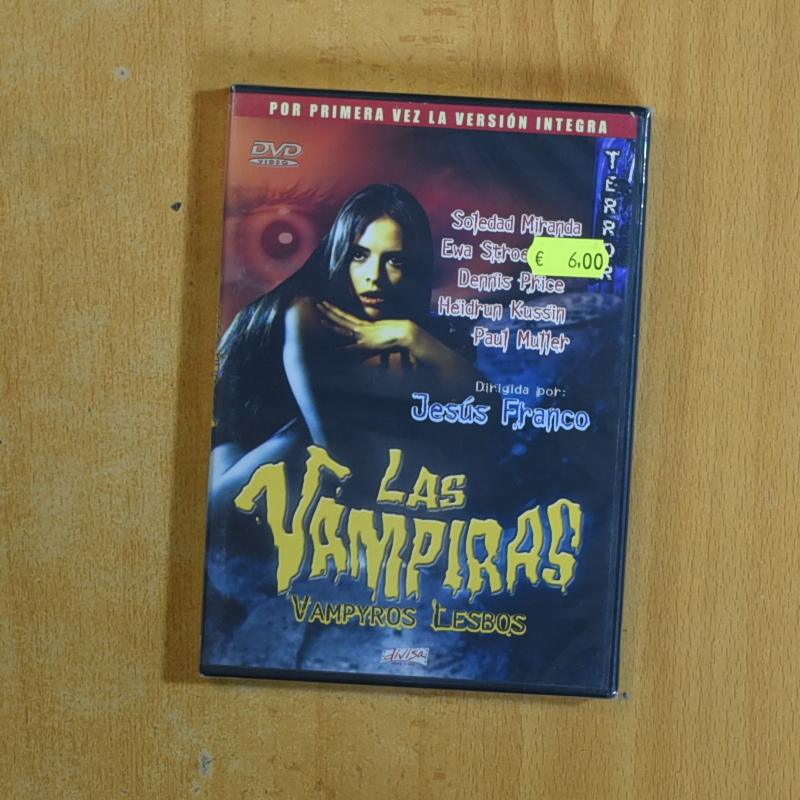 POR PRIMERA VEZ LA VERSIÓN INTEGRA
DVD
VIDEO
TERROR
Soledad Miranda
Ewa
€ 6,00
Dennis Price
Heidrun Kussin
Paul Muller
Dirigida por:
Jesús Franco
LAS
VAMPIRAS
VAMPYROS LESBOS
divisa